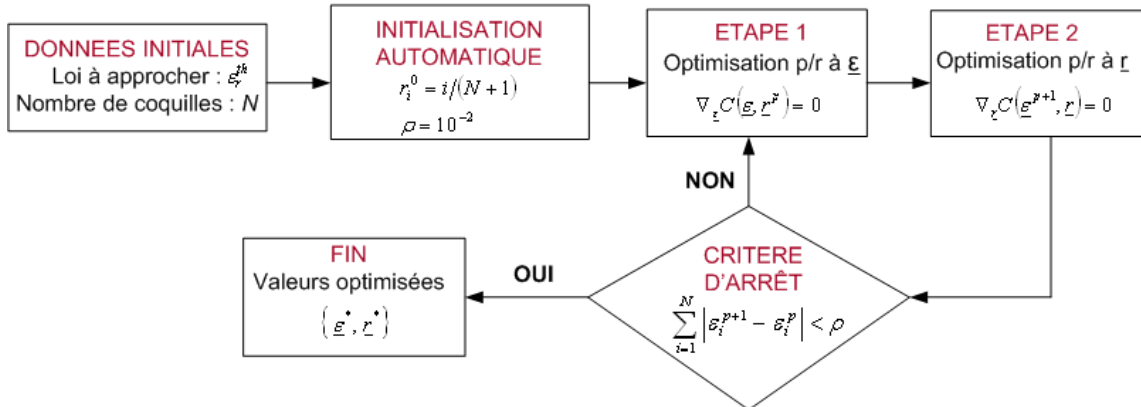 DONNEES INITIALES
Loi à approcher : ε_r^th
Nombre de coquilles : N
INITIALISATION
AUTOMATIQUE
r_i^0 = i/(N+1)
ρ = 10^-2
ETAPE 1
Optimisation p/r à ε
∇_ε C(ε, r^p) = 0
ETAPE 2
Optimisation p/r à r
∇_r C(ε^p+1, r) = 0
NON
CRITERE
D'ARRÊT
∑_{i=1}^{N} |ε_i^{p+1} − ε_i^p| < ρ
OUI
FIN
Valeurs optimisées
{ε*, r*}